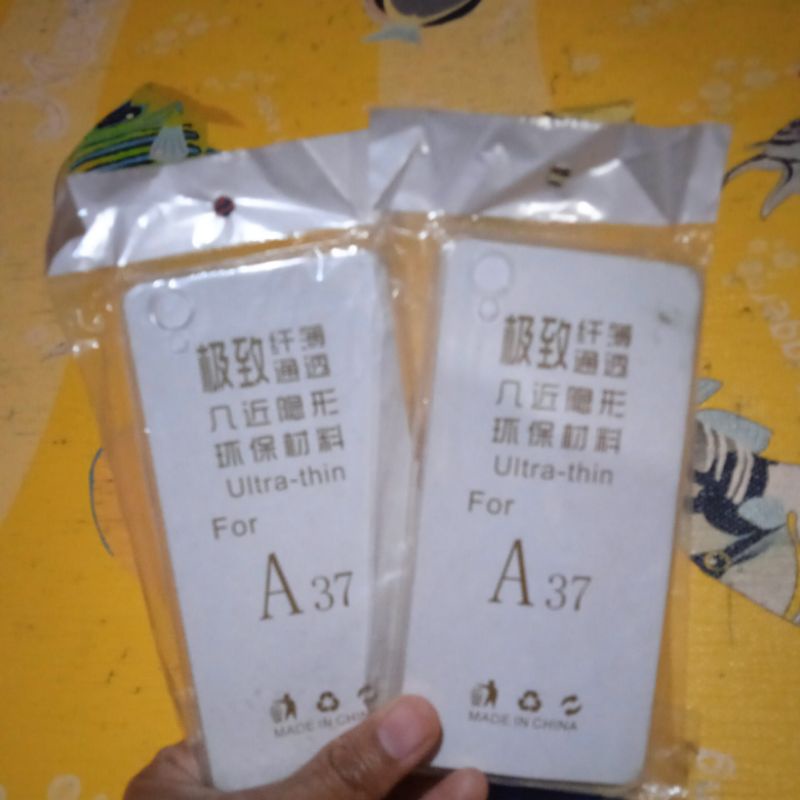 极致纤薄
通透
几近隐形
环保材料
Ultra-thin
For
A 37
MADE IN CHINA
极致纤薄
通透
几近隐形
环保材料
Ultra-thin
For
A 37
MADE IN CHINA